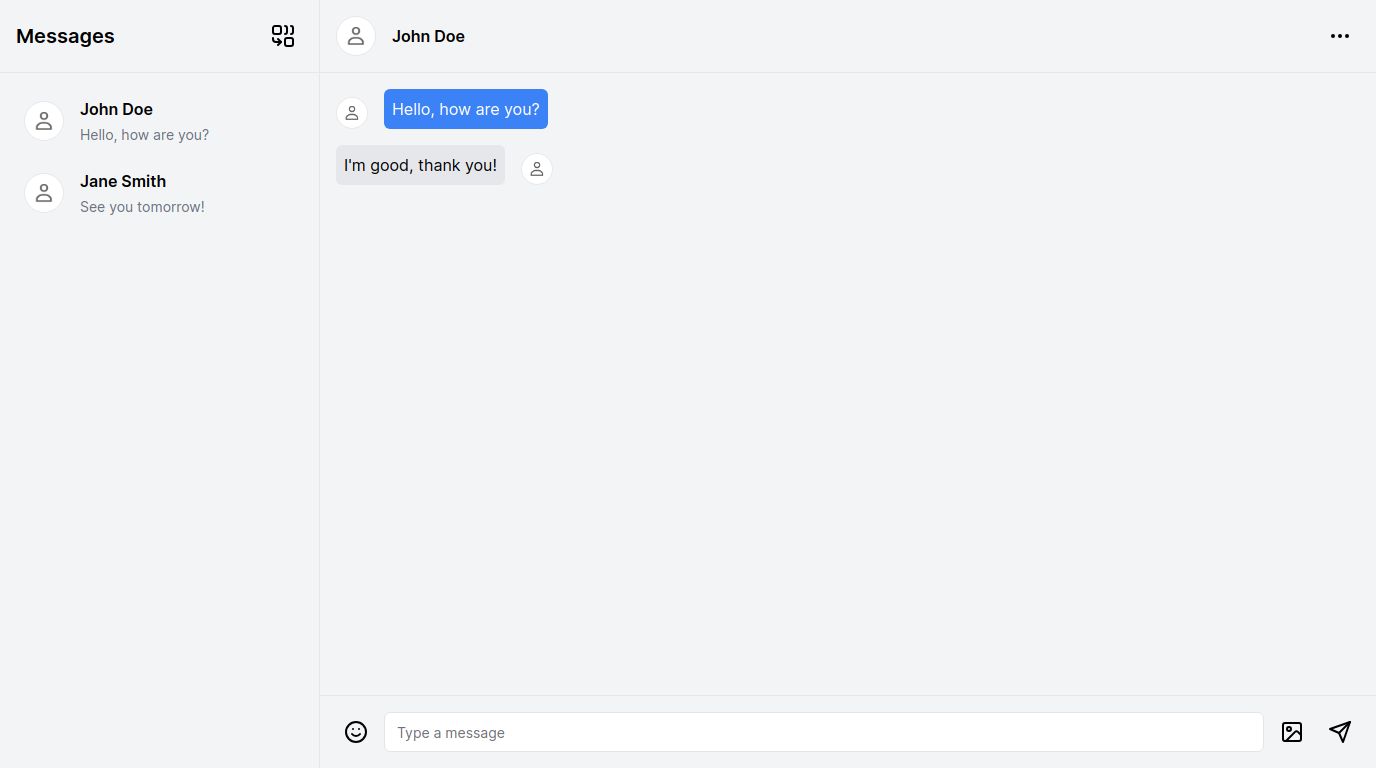 Messages
John Doe
Hello, how are you?
Jane Smith
See you tomorrow!
John Doe
Hello, how are you?
I'm good, thank you!
Type a message